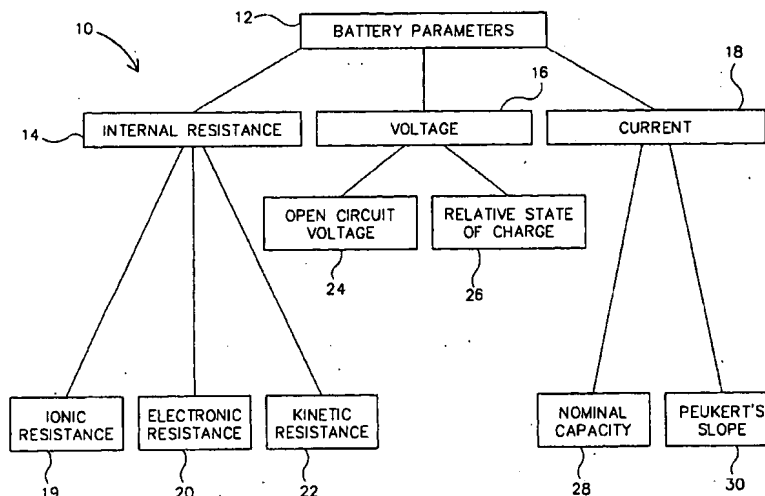 10
12
BATTERY PARAMETERS
18
16
14
INTERNAL RESISTANCE
VOLTAGE
CURRENT
OPEN CIRCUIT
VOLTAGE
RELATIVE STATE
OF CHARGE
24
26
IONIC
RESISTANCE
ELECTRONIC
RESISTANCE
KINETIC
RESISTANCE
NOMINAL
CAPACITY
PEUKERT'S
SLOPE
19
20
22
28
30